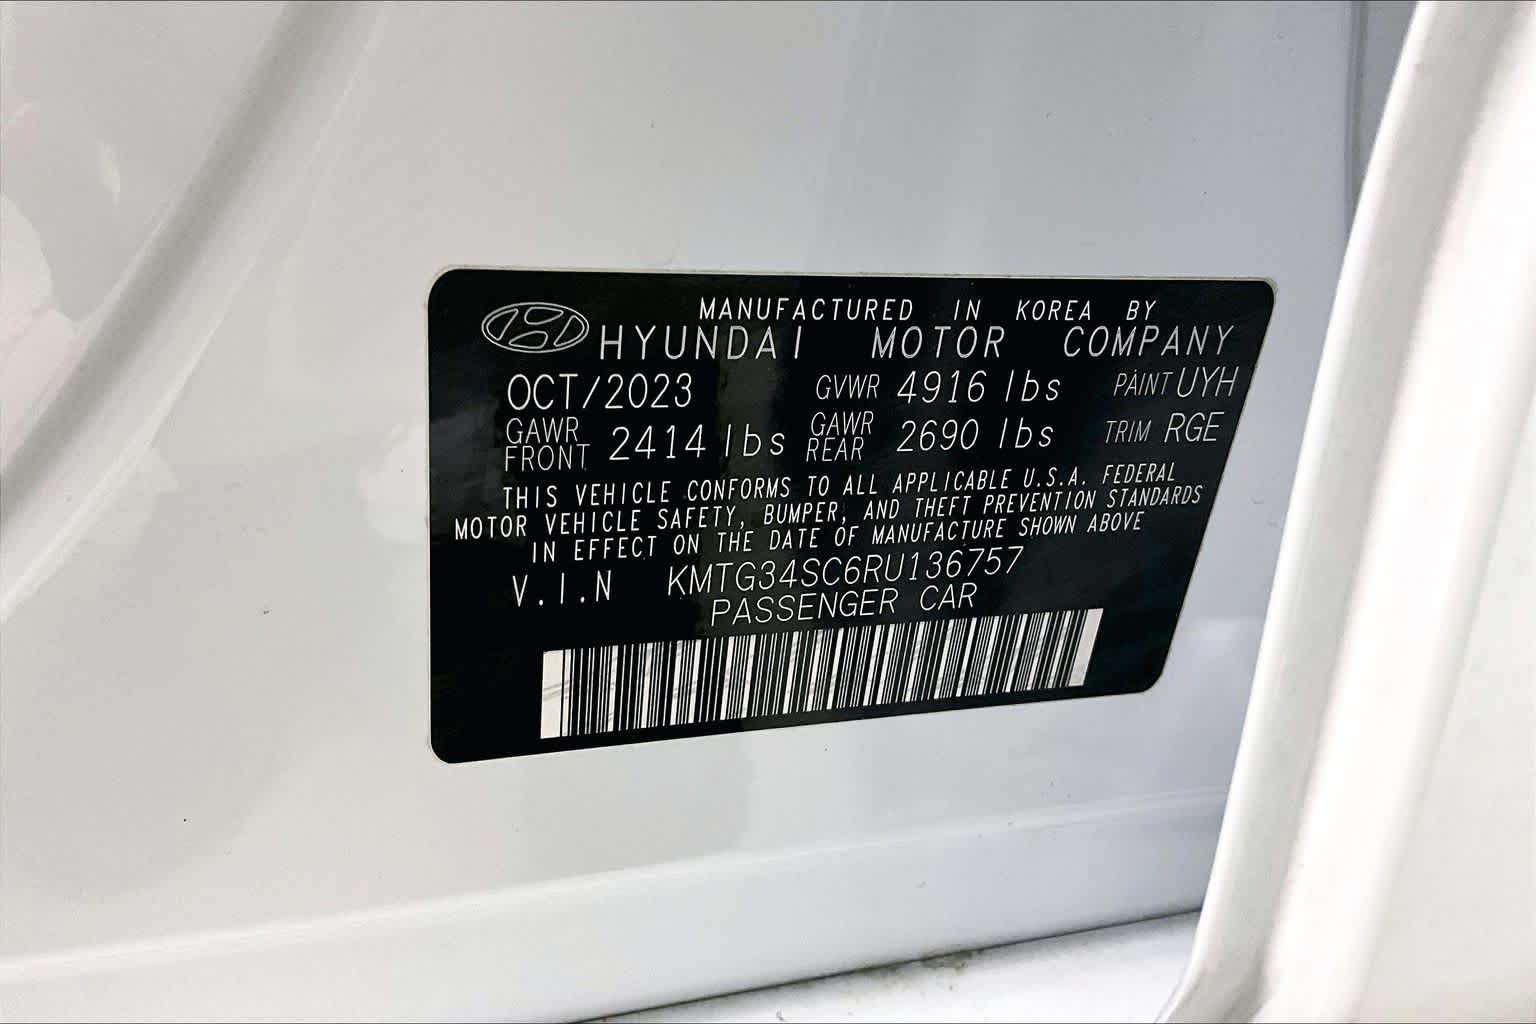 MANUFACTURED IN KOREA BY
HYUNDAI MOTOR COMPANY
OCT/2023 GVWR 4916 lbs PAINT UYH
GAWR FRONT 2414 lbs GAWR REAR 2690 lbs TRIM RGE
THIS VEHICLE CONFORMS TO ALL APPLICABLE U.S.A. FEDERAL
MOTOR VEHICLE SAFETY, BUMPER, AND THEFT PREVENTION STANDARDS
IN EFFECT ON THE DATE OF MANUFACTURE SHOWN ABOVE
V.I.N KMTG34SC6RU136757
PASSENGER CAR